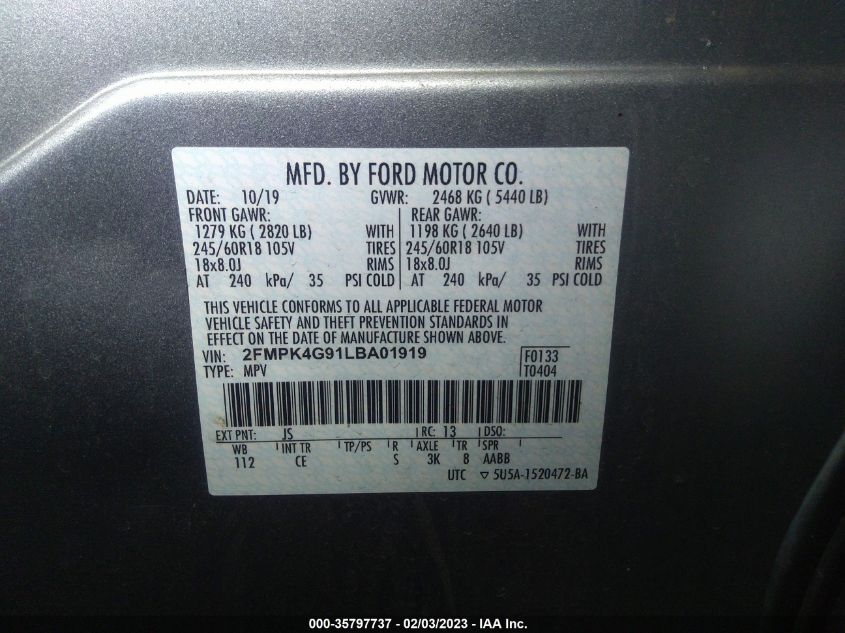 MFD. BY FORD MOTOR CO.
DATE: 10/19 GVWR: 2468 KG ( 5440 LB)
FRONT GAWR: REAR GAWR:
1279 KG ( 2820 LB) WITH 1198 KG ( 2640 LB) WITH
245/60R18 105V TIRES 245/60R18 105V TIRES
18x8.0J RIMS 18x8.0J RIMS
AT 240 kPa/ 35 PSI COLD AT 240 kPa/ 35 PSI COLD
THIS VEHICLE CONFORMS TO ALL APPLICABLE FEDERAL MOTOR
VEHICLE SAFETY AND THEFT PREVENTION STANDARDS IN
EFFECT ON THE DATE OF MANUFACTURE SHOWN ABOVE.
VIN: 2FMPK4G91LBA01919 F0133
TYPE: MPV T0404
EXT PNT: JS RC: 13 DSO:
WB INT TR TP/PS R AXLE TR SPR
112 CE S 3K 8 AABB
UTC ▽ 5U5A-1520472-BA
000-35797737 - 02/03/2023 - IAA Inc.